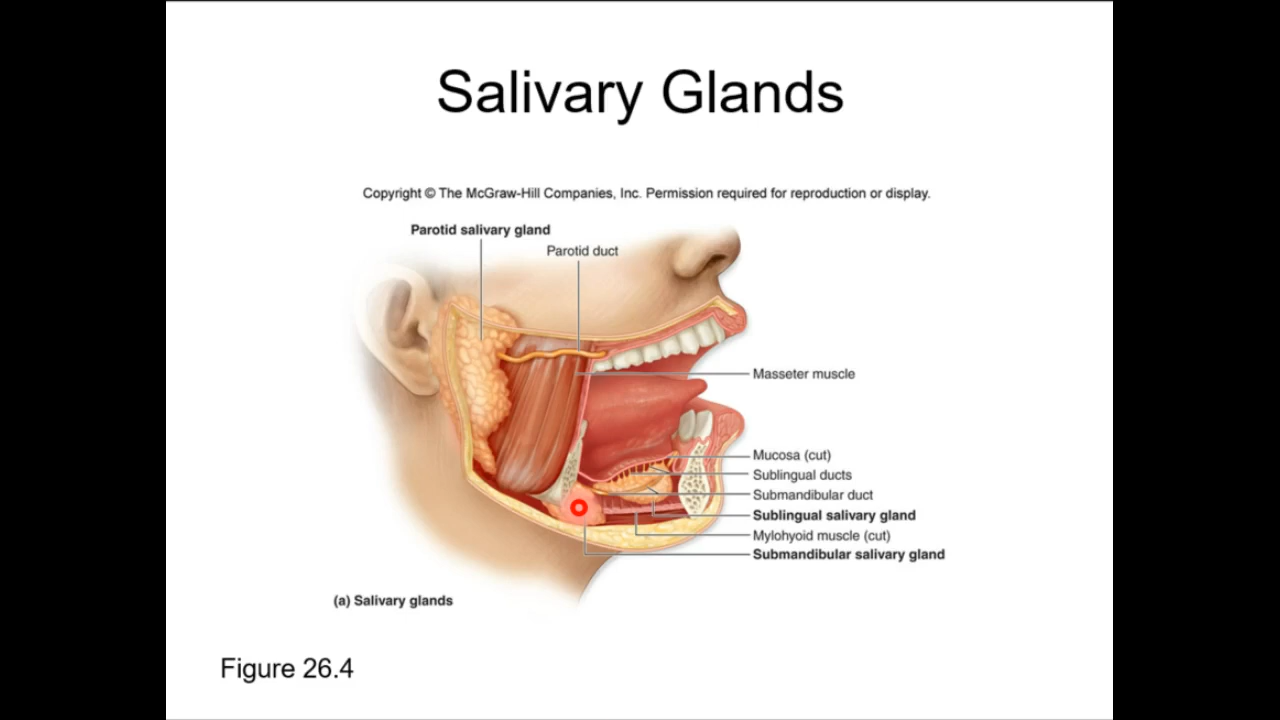 Salivary Glands
Copyright © The McGraw-Hill Companies, Inc. Permission required for reproduction or display.
Parotid salivary gland
Parotid duct
Masseter muscle
Mucosa (cut)
Sublingual ducts
Submandibular duct
Sublingual salivary gland
Mylohyoid muscle (cut)
Submandibular salivary gland
(a) Salivary glands
Figure 26.4